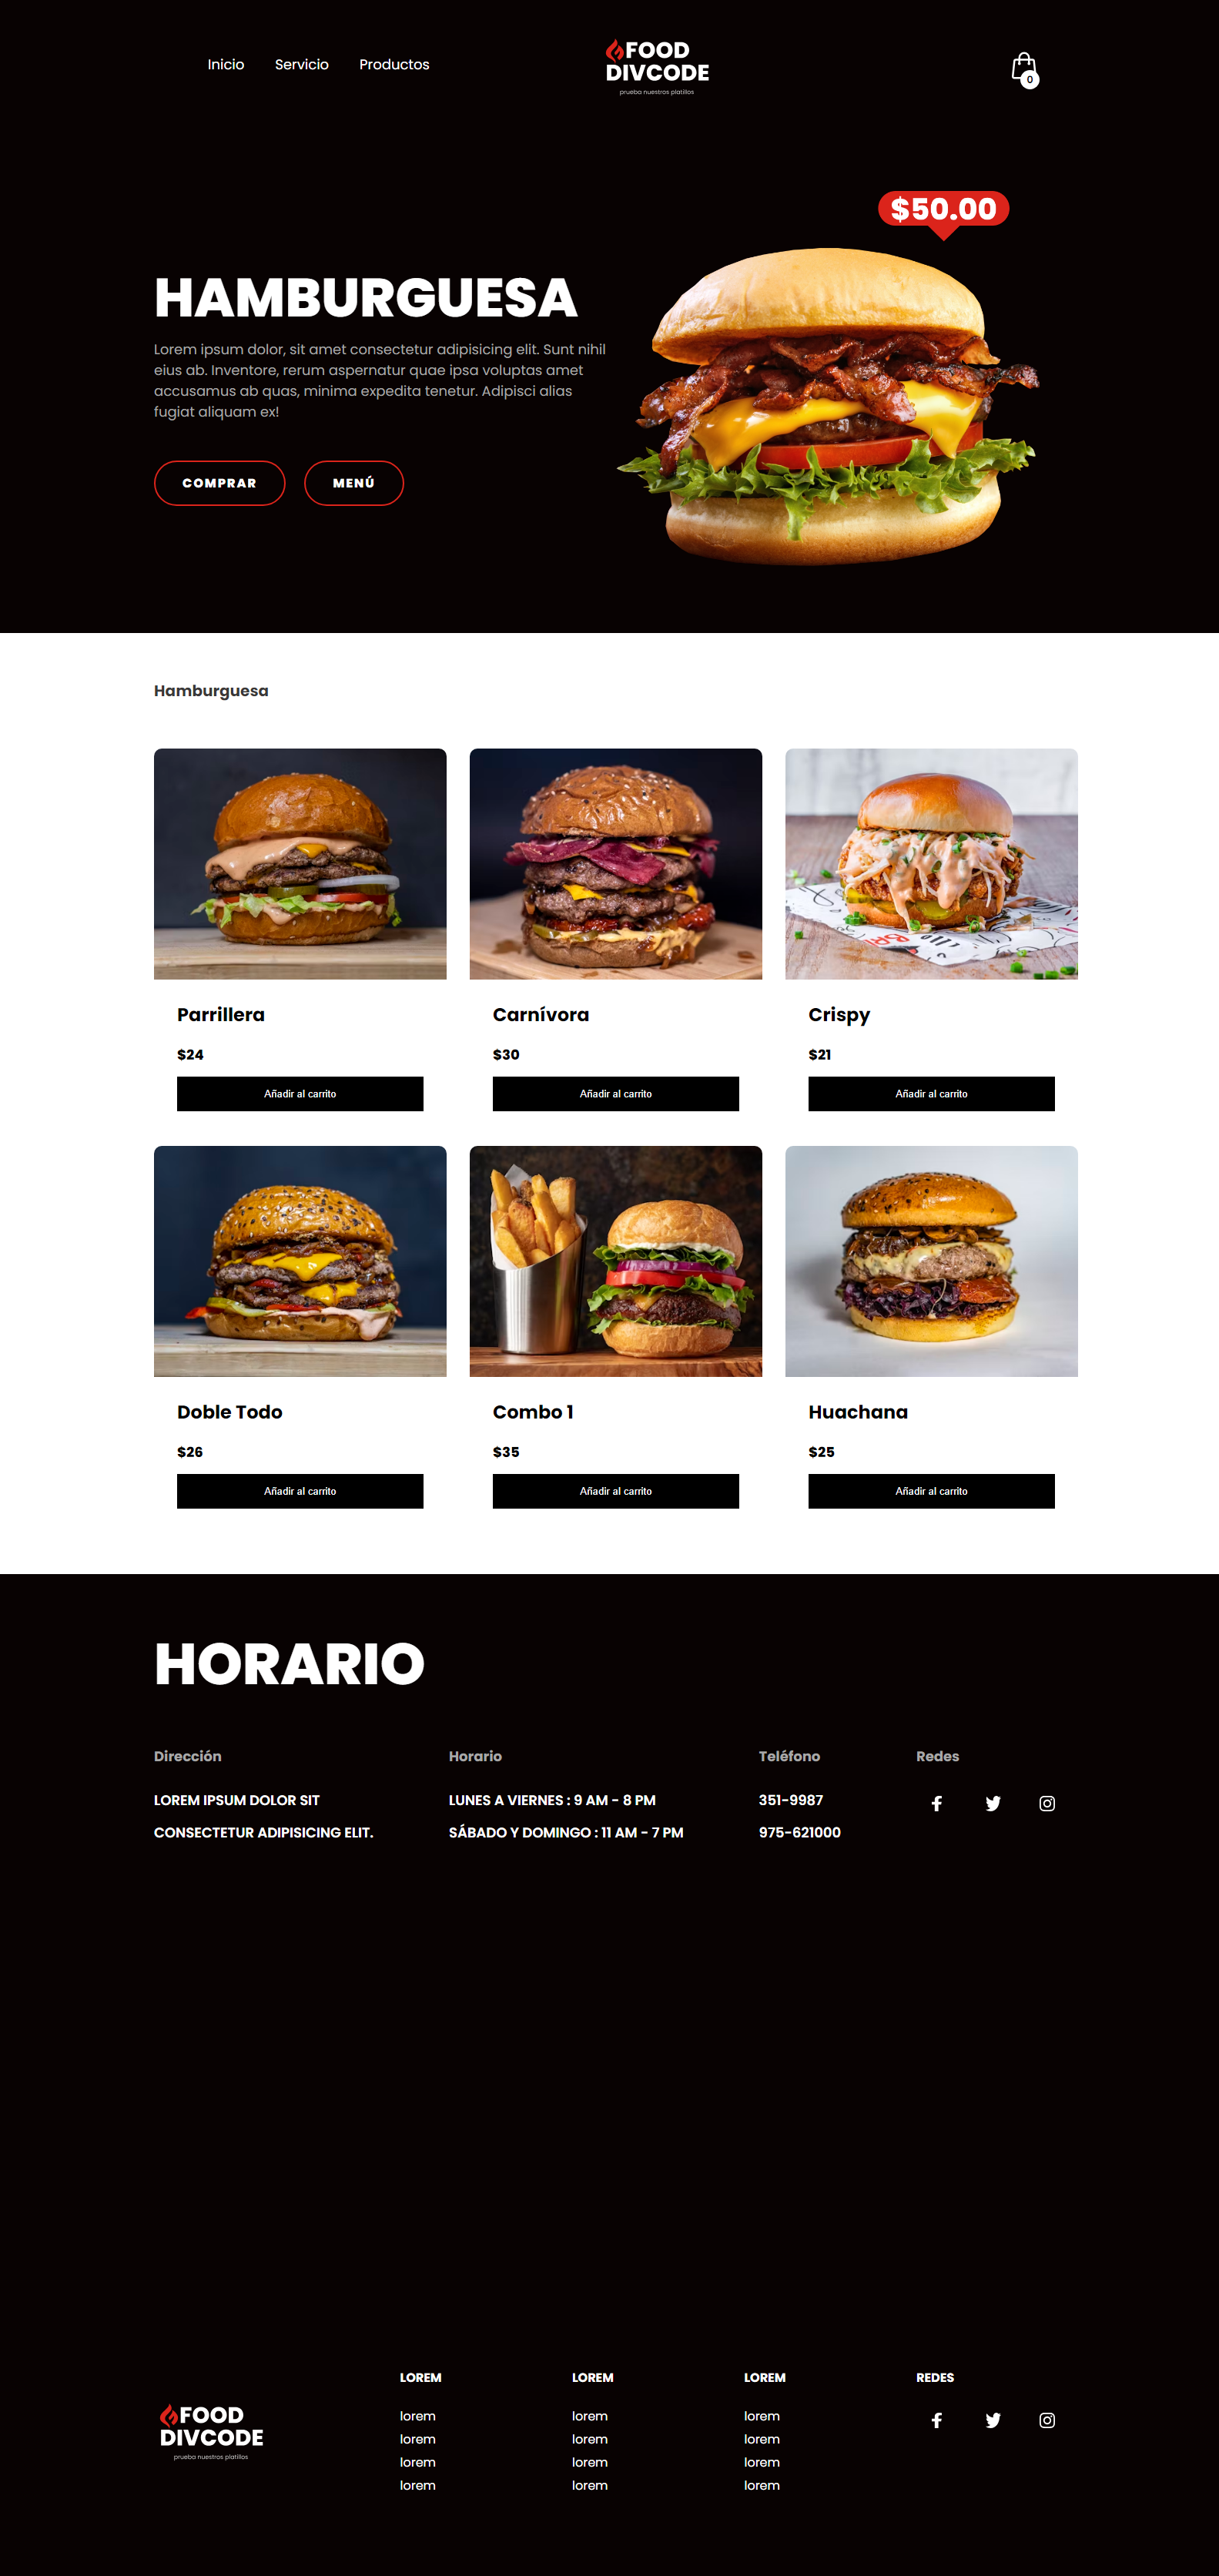 Inicio Servicio Productos
FOOD
DIVCODE
prueba nuestros platillos
0
$50.00
HAMBURGUESA
Lorem ipsum dolor, sit amet consectetur adipisicing elit. Sunt nihil
eius ab. Inventore, rerum aspernatur quae ipsa voluptas amet
accusamus ab quas, minima expedita tenetur. Adipisci alias
fugiat aliquam ex!
COMPRAR MENÚ
Hamburguesa
Parrillera Carnívora Crispy
$24 $30 $21
Añadir al carrito Añadir al carrito Añadir al carrito
Doble Todo Combo 1 Huachana
$26 $35 $25
Añadir al carrito Añadir al carrito Añadir al carrito
HORARIO
Dirección Horario Teléfono Redes
LOREM IPSUM DOLOR SIT LUNES A VIERNES : 9 AM - 8 PM 351-9987
CONSECTETUR ADIPISICING ELIT. SÁBADO Y DOMINGO : 11 AM - 7 PM 975-621000
FOOD
DIVCODE
prueba nuestros platillos
LOREM LOREM LOREM REDES
lorem lorem lorem
lorem lorem lorem
lorem lorem lorem
lorem lorem lorem